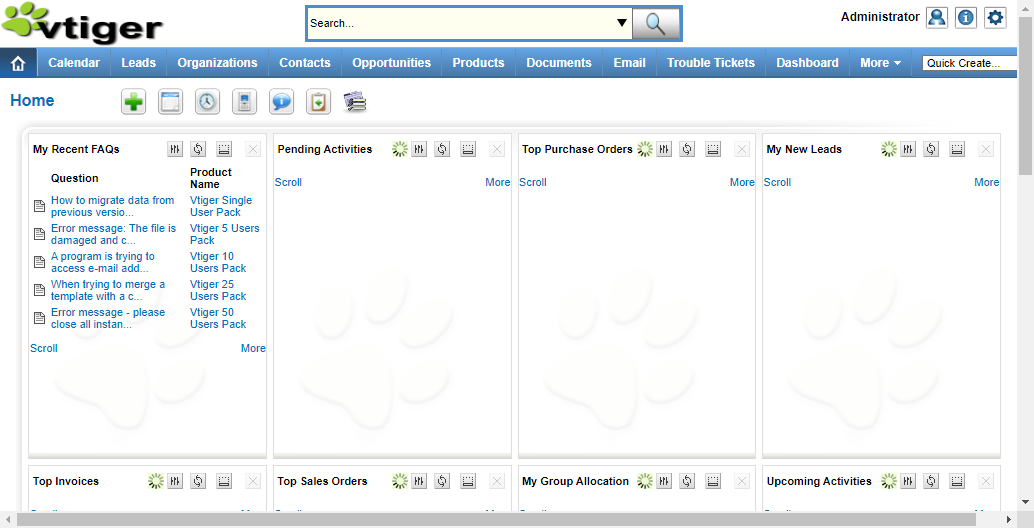 vtiger
Search...
Administrator
Calendar Leads Organizations Contacts Opportunities Products Documents Email Trouble Tickets Dashboard More Quick Create...
Home
My Recent FAQs
Question Product Name
How to migrate data from previous versio... Vtiger Single User Pack
Error message: The file is damaged and c... Vtiger 5 Users Pack
A program is trying to access e-mail add... Vtiger 10 Users Pack
When trying to merge a template with a c... Vtiger 25 Users Pack
Error message - please close all instan... Vtiger 50 Users Pack
Scroll More
Pending Activities
Scroll More
Top Purchase Orders
Scroll More
My New Leads
Scroll More
Top Invoices
Top Sales Orders
My Group Allocation
Upcoming Activities